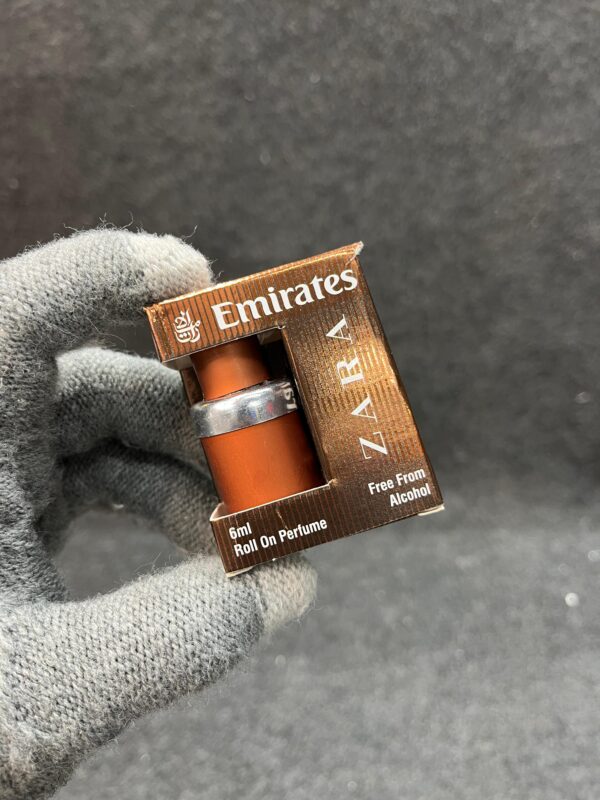 Emirates
ZARA
6ml
Roll On Perfume
Free From
Alcohol